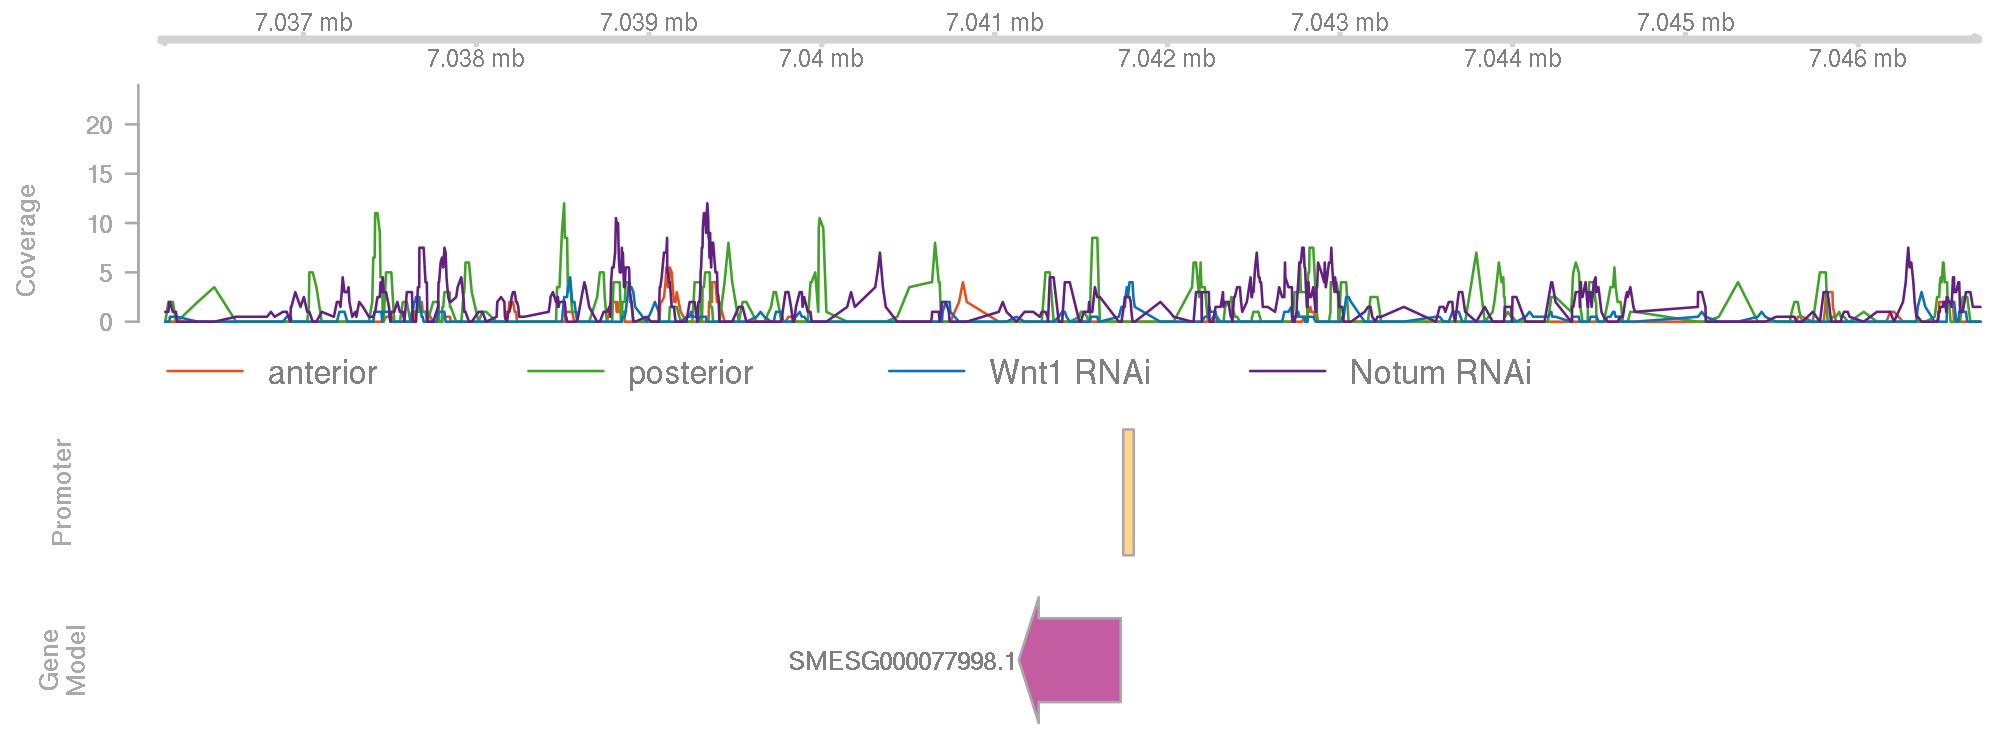 7.037 mb 7.039 mb 7.041 mb 7.043 mb 7.045 mb
7.038 mb 7.04 mb 7.042 mb 7.044 mb 7.046 mb
Coverage
20
15
10
5
0
anterior posterior Wnt1 RNAi Notum RNAi
Promoter
Gene
Model
SMESG000077998.1